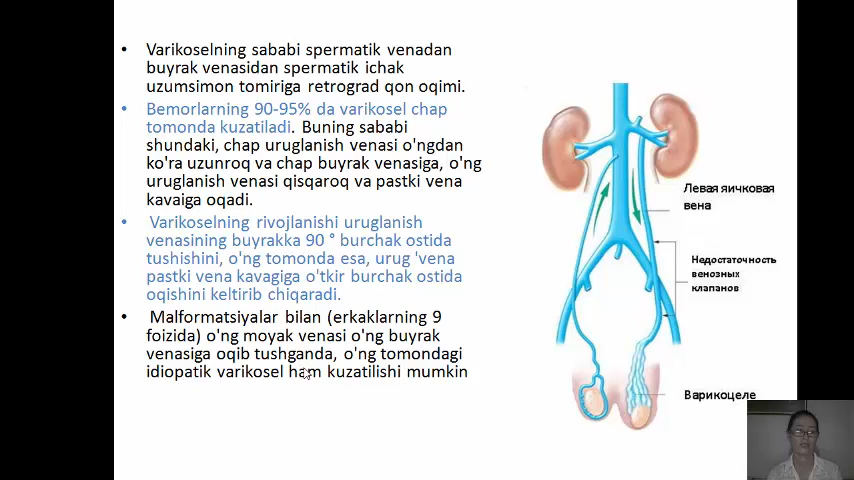 Varikoselning sababi spermatik venadan
buyrak venasidan spermatik ichak
uzumsimon tomiriga retrograd qon oqimi.
Bemorlarning 90-95% da varikosel chap
tomonda kuzatiladi. Buning sababi
shundaki, chap uruglanish venasi o'ngdan
ko'ra uzunroq va chap buyrak venasiga, o'ng
uruglanish venasi qisqaroq va pastki vena
kavaiga oqadi.
Varikoselning rivojlanishi uruglanish
venasining buyrakka 90 ° burchak ostida
tushishini, o'ng tomonda esa, urug 'vena
pastki vena kavagiga o'tkir burchak ostida
oqishini keltirib chiqaradi.
Malformatsiyalar bilan (erkaklarning 9
foizida) o'ng moyak venasi o'ng buyrak
venasiga oqib tushganda, o'ng tomondagi
idiopatik varikosel ham kuzatilishi mumkin
Левая яичковая
вена
Недостаточность
венозных
клапанов
Варикоцеле